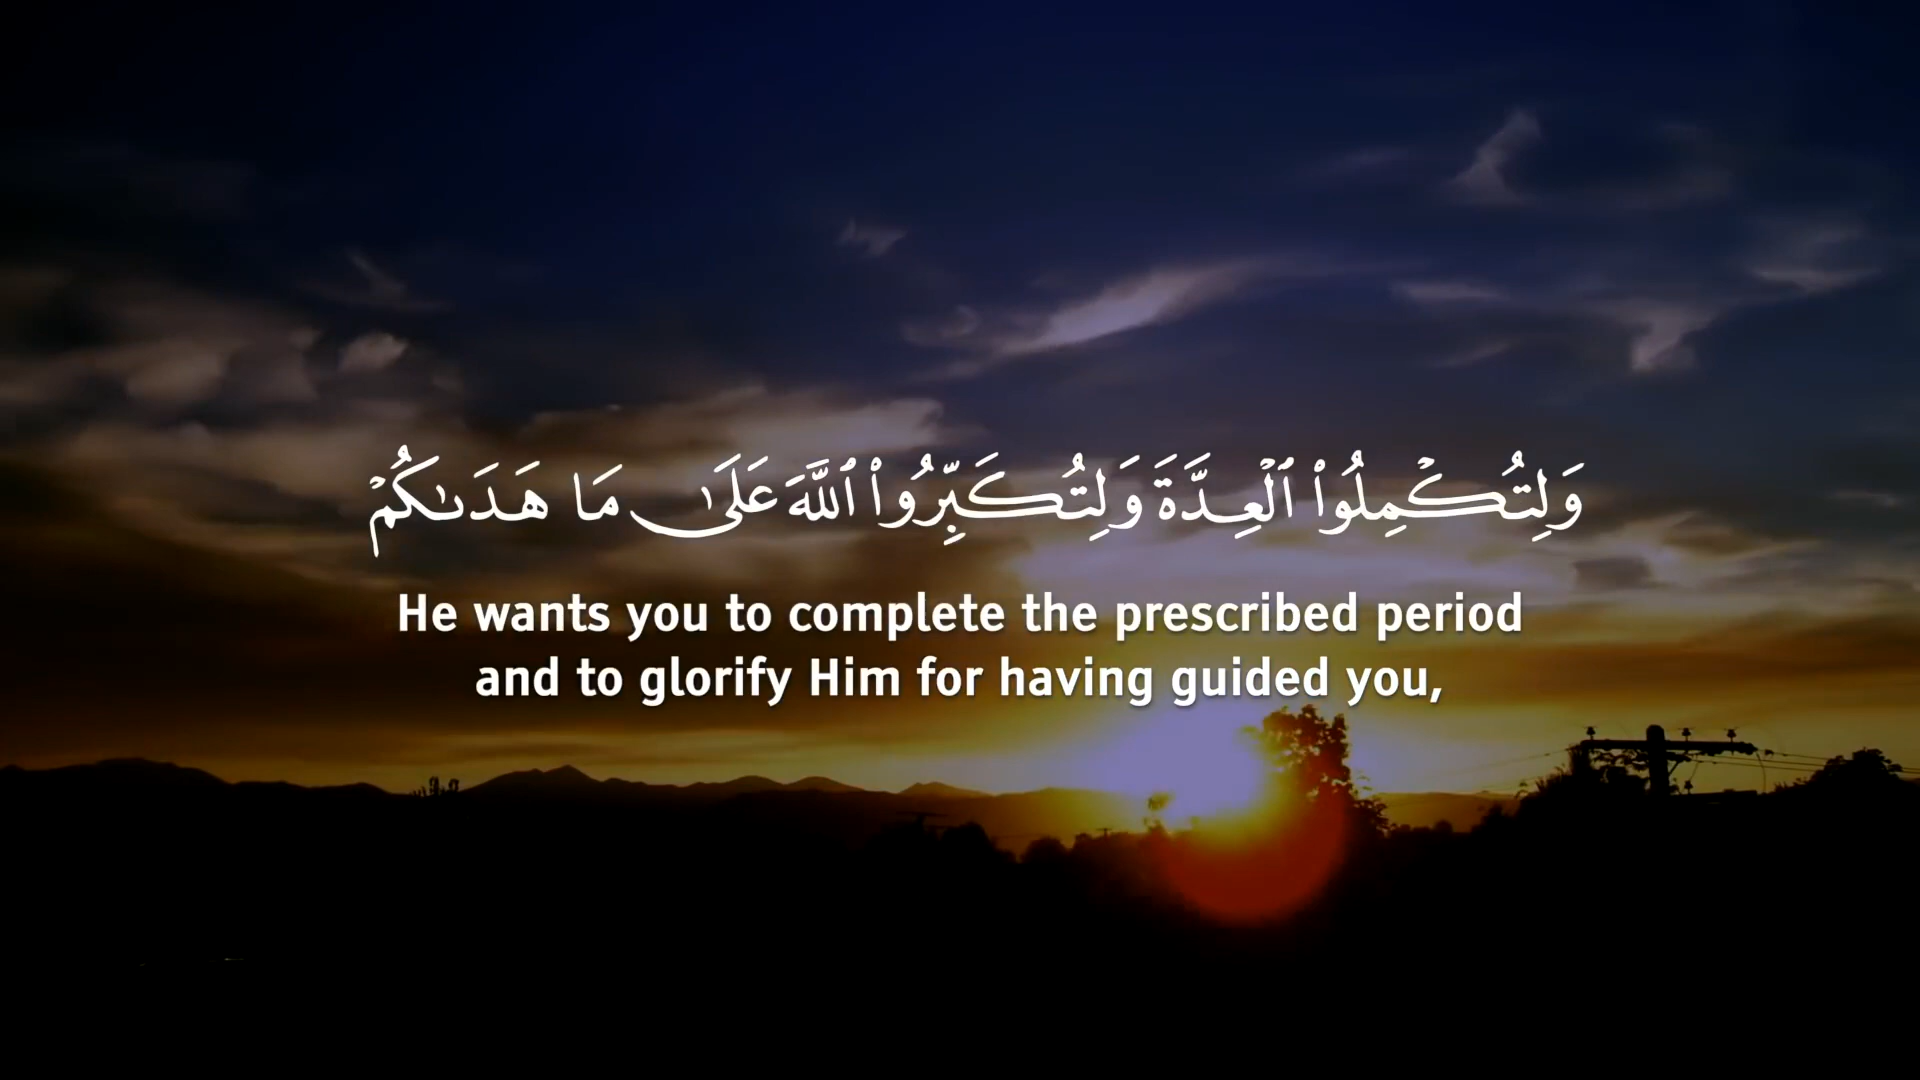 وَلِتُكْمِلُوا۟ ٱلْعِدَّةَ وَلِتُكَبِّرُوا۟ ٱللَّهَ عَلَىٰ مَا هَدَىٰكُمْ
He wants you to complete the prescribed period
and to glorify Him for having guided you,